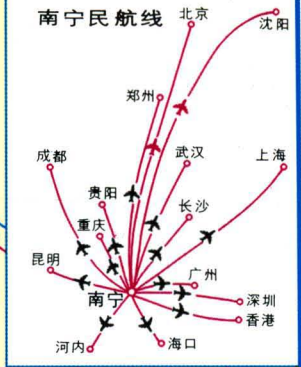 南宁民航线
北京
沈阳
郑州
成都
武汉
上海
贵阳
长沙
重庆
昆明
广州
南宁
深圳
香港
河内
海口